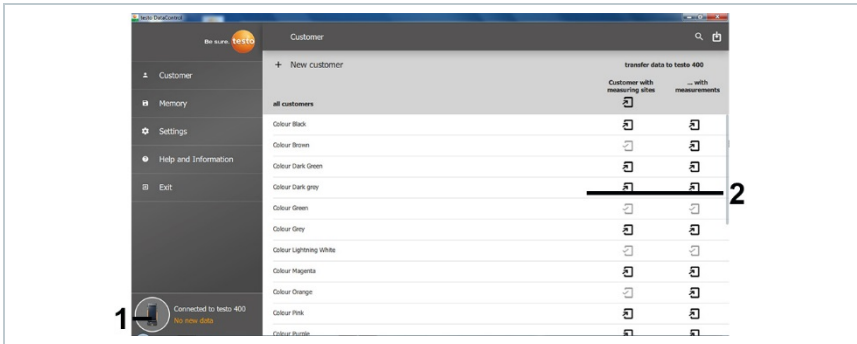 testo DataControl
Be sure. testo
Customer
Customer
Memory
Settings
Help and Information
Exit
Connected to testo 400
No new data
+ New customer
transfer data to testo 400
Customer with
measuring sites
... with
measurements
all customers
Colour Black
Colour Brown
Colour Dark Green
Colour Dark grey
Colour Green
Colour Grey
Colour Lightning White
Colour Magenta
Colour Orange
Colour Pink
Colour Purple
1
2